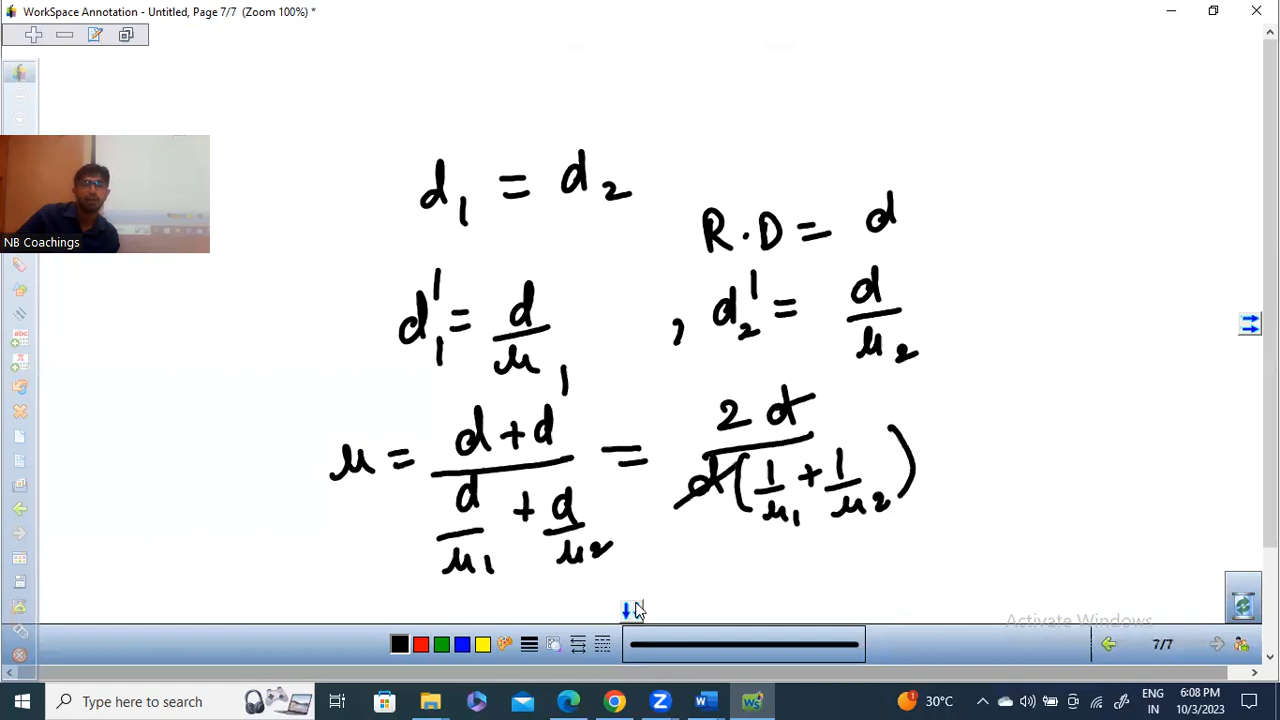 WorkSpace Annotation - Untitled, Page 7/7 (Zoom 100%) *
NB Coachings
d₁ = d₂
R.D = d
d₁' = d/μ₁ , d₂' = d/μ₂
μ = (d+d)/(d/μ₁ + d/μ₂) = 2d/(d(1/μ₁ + 1/μ₂))
Activate Windows
7/7
Type here to search
30°C
ENG
IN
6:08 PM
10/3/2023